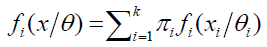 f_i(x/θ) = ∑_{i=1}^{k} π_i f_i(x_i/θ_i)